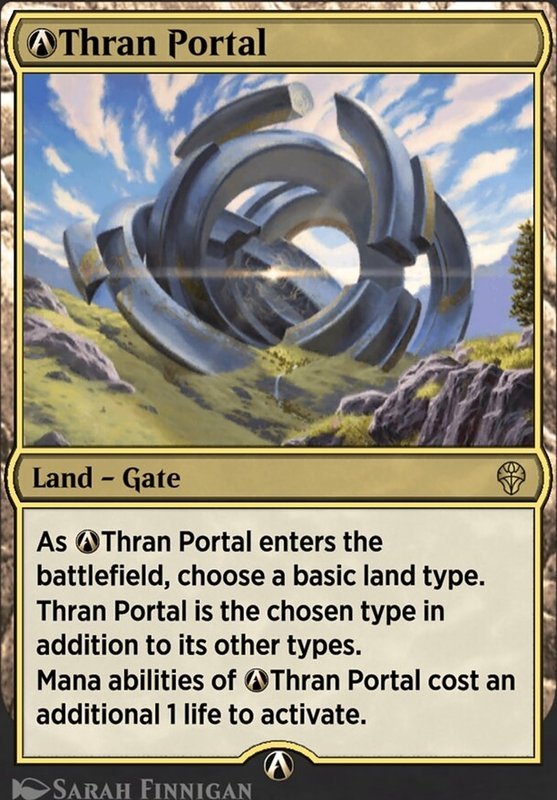 Thran Portal
Land – Gate
As Thran Portal enters the
battlefield, choose a basic land type.
Thran Portal is the chosen type in
addition to its other types.
Mana abilities of Thran Portal cost an
additional 1 life to activate.
Sarah Finnigan